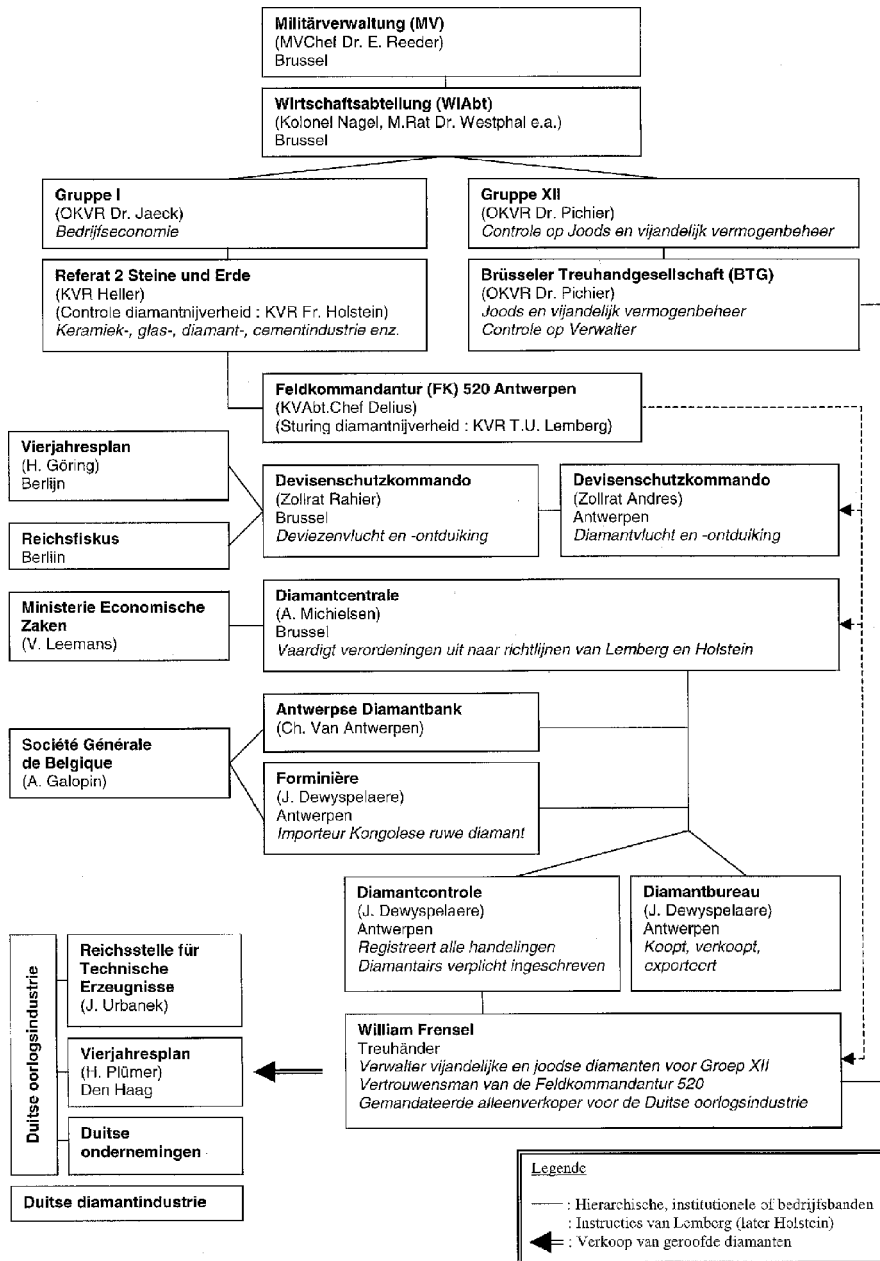 Militärverwaltung (MV)
(MVChef Dr. E. Reeder)
Brussel
Wirtschaftsabteilung (WiAbt)
(Kolonel Nagel, M.Rat Dr. Westphal e.a.)
Brussel
Gruppe I
(OKVR Dr. Jaeck)
Bedrijfseconomie
Gruppe XII
(OKVR Dr. Pichier)
Controle op Joods en vijandelijk vermogenbeheer
Referat 2 Steine und Erde
(KVR Heller)
(Controle diamantnijverheid : KVR Fr. Holstein)
Keramiek-, glas-, diamant-, cementindustrie enz.
Brüsseler Treuhandgesellschaft (BTG)
(OKVR Dr. Pichier)
Joods en vijandelijk vermogenbeheer
Controle op Verwalter
Feldkommandantur (FK) 520 Antwerpen
(KVAbt.Chef Delius)
(Sturing diamantnijverheid : KVR T.U. Lemberg)
Vierjahresplan
(H. Göring)
Berlijn
Reichsfiskus
Berlijn
Devisenschutzkommando
(Zollrat Rahier)
Brussel
Deviezenvlucht en -ontduiking
Devisenschutzkommando
(Zollrat Andres)
Antwerpen
Diamantvlucht en -ontduiking
Ministerie Economische
Zaken
(V. Leemans)
Diamantcentrale
(A. Michielsen)
Brussel
Vaardigt verordeningen uit naar richtlijnen van Lemberg en Holstein
Société Générale
de Belgique
(A. Galopin)
Antwerpse Diamantbank
(Ch. Van Antwerpen)
Forminière
(J. Dewyspelaere)
Antwerpen
Importeur Kongolese ruwe diamant
Diamantcontrole
(J. Dewyspelaere)
Antwerpen
Registreert alle handelingen
Diamantairs verplicht ingeschreven
Diamantbureau
(J. Dewyspelaere)
Antwerpen
Koopt, verkoopt,
exporteert
Duitse oorlogsindustrie
Reichsstelle für
Technische
Erzeugnisse
(J. Urbanek)
Vierjahresplan
(H. Plümer)
Den Haag
Duitse
ondernemingen
Duitse diamantindustrie
William Frensel
Treuhänder
Verwalter vijandelijke en joodse diamanten voor Groep XII
Vertrouwensman van de Feldkommandantur 520
Gemandateerde alleenverkoper voor de Duitse oorlogsindustrie
Legende
: Hierarchische, institutionele of bedrijfsbanden
: Instructies van Lemberg (later Holstein)
: Verkoop van geroofde diamanten